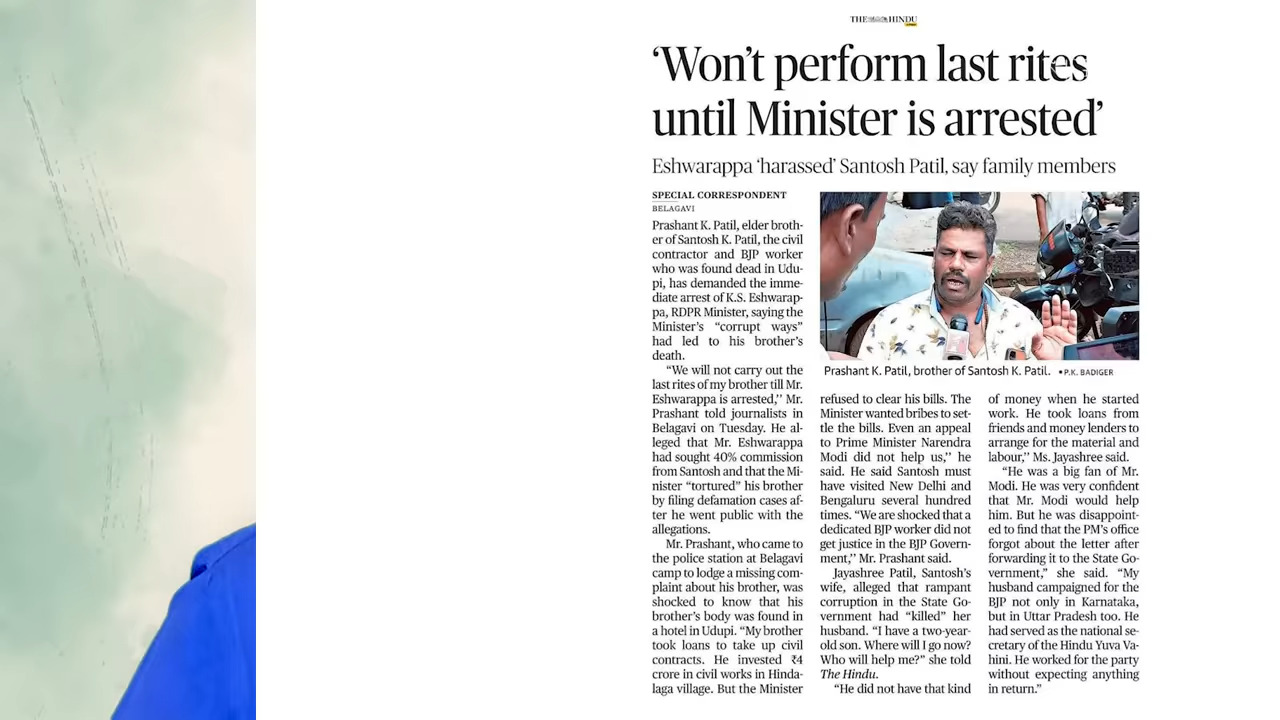 THE HINDU
‘Won’t perform last rites
until Minister is arrested’
Eshwarappa ‘harassed’ Santosh Patil, say family members
SPECIAL CORRESPONDENT
BELAGAVI
Prashant K. Patil, elder broth-
er of Santosh K. Patil, the civil
contractor and BJP worker
who was found dead in Udu-
pi, has demanded the imme-
diate arrest of K.S. Eshwarap-
pa, RDPR Minister, saying the
Minister’s “corrupt ways”
had led to his brother’s
death.
“We will not carry out the
last rites of my brother till Mr.
Eshwarappa is arrested,’’ Mr.
Prashant told journalists in
Belagavi on Tuesday. He al-
leged that Mr. Eshwarappa
had sought 40% commission
from Santosh and that the Mi-
nister “tortured” his brother
by filing defamation cases af-
ter he went public with the
allegations.
Mr. Prashant, who came to
the police station at Belagavi
camp to lodge a missing com-
plaint about his brother, was
shocked to know that his
brother’s body was found in
a hotel in Udupi. “My brother
took loans to take up civil
contracts. He invested ₹4
crore in civil works in Hinda-
laga village. But the Minister
Prashant K. Patil, brother of Santosh K. Patil. ▪P.K. BADIGER
refused to clear his bills. The
Minister wanted bribes to set-
tle the bills. Even an appeal
to Prime Minister Narendra
Modi did not help us,’’ he
said. He said Santosh must
have visited New Delhi and
Bengaluru several hundred
times. “We are shocked that a
dedicated BJP worker did not
get justice in the BJP Govern-
ment,’’ Mr. Prashant said.
Jayashree Patil, Santosh’s
wife, alleged that rampant
corruption in the State Go-
vernment had “killed” her
husband. “I have a two-year-
old son. Where will I go now?
Who will help me?” she told
The Hindu.
“He did not have that kind
of money when he started
work. He took loans from
friends and money lenders to
arrange for the material and
labour,’’ Ms. Jayashree said.
“He was a big fan of Mr.
Modi. He was very confident
that Mr. Modi would help
him. But he was disappoint-
ed to find that the PM’s office
forgot about the letter after
forwarding it to the State Go-
vernment,” she said. “My
husband campaigned for the
BJP not only in Karnataka,
but in Uttar Pradesh too. He
had served as the national se-
cretary of the Hindu Yuva Va-
hini. He worked for the party
without expecting anything
in return.”